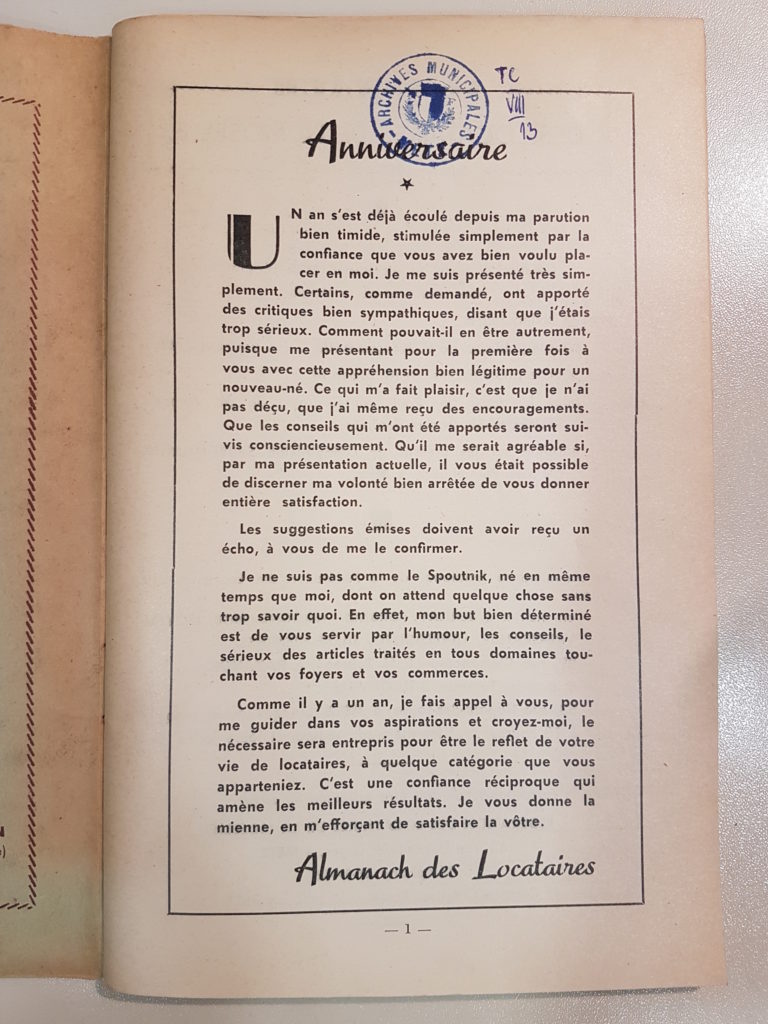 ARCHIVES MUNICIPALES
TC
VIII
13
Anniversaire
UN an s'est déjà écoulé depuis ma parution
bien timide, stimulée simplement par la
confiance que vous avez bien voulu pla-
cer en moi. Je me suis présenté très sim-
plement. Certains, comme demandé, ont apporté
des critiques bien sympathiques, disant que j'étais
trop sérieux. Comment pouvait-il en être autrement,
puisque me présentant pour la première fois à
vous avec cette appréhension bien légitime pour un
nouveau-né. Ce qui m'a fait plaisir, c'est que je n'ai
pas déçu, que j'ai même reçu des encouragements.
Que les conseils qui m'ont été apportés seront sui-
vis consciencieusement. Qu'il me serait agréable si,
par ma présentation actuelle, il vous était possible
de discerner ma volonté bien arrêtée de vous donner
entière satisfaction.
Les suggestions émises doivent avoir reçu un
écho, à vous de me le confirmer.
Je ne suis pas comme le Spoutnik, né en même
temps que moi, dont on attend quelque chose sans
trop savoir quoi. En effet, mon but bien déterminé
est de vous servir par l'humour, les conseils, le
sérieux des articles traités en tous domaines tou-
chant vos foyers et vos commerces.
Comme il y a un an, je fais appel à vous, pour
me guider dans vos aspirations et croyez-moi, le
nécessaire sera entrepris pour être le reflet de votre
vie de locataires, à quelque catégorie que vous
apparteniez. C'est une confiance réciproque qui
amène les meilleurs résultats. Je vous donne la
mienne, en m'efforçant de satisfaire la vôtre.
Almanach des Locataires
— 1 —